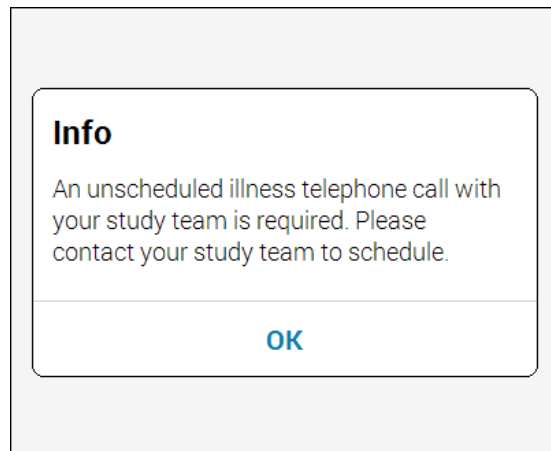 Info
An unscheduled illness telephone call with
your study team is required. Please
contact your study team to schedule.
OK